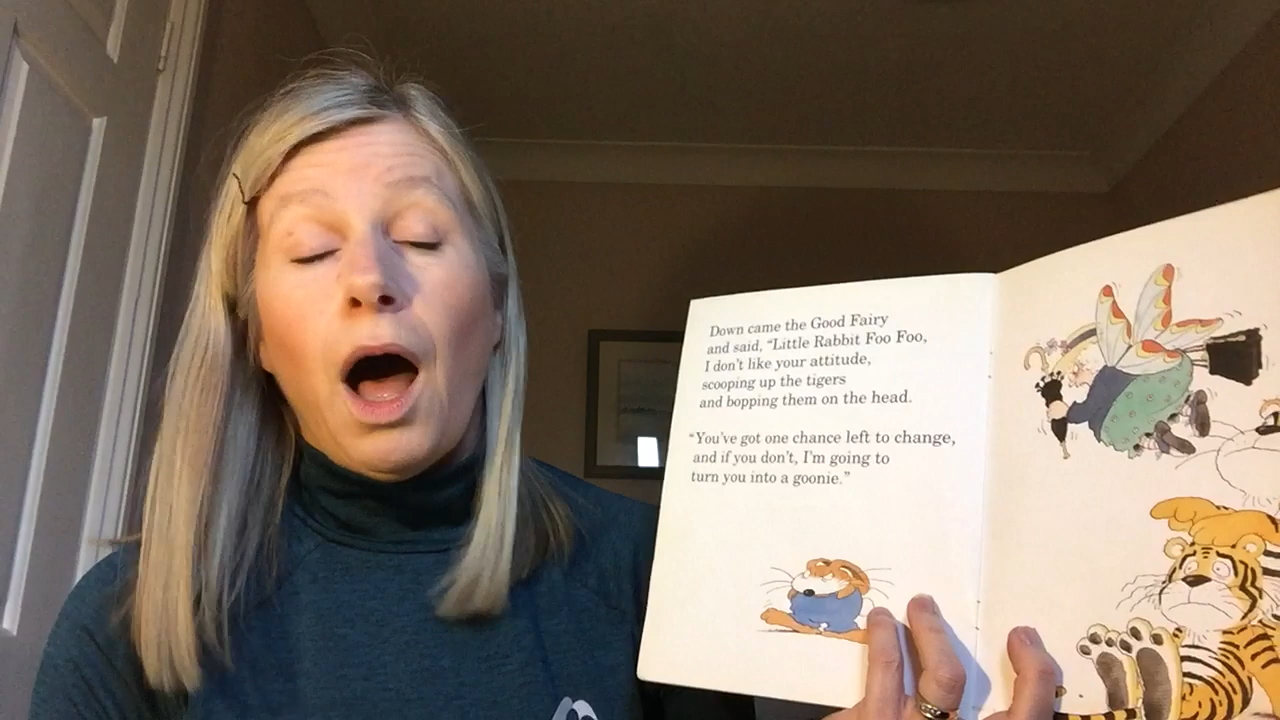 Down came the Good Fairy
and said, “Little Rabbit Foo Foo,
I don't like your attitude,
scooping up the tigers
and bopping them on the head.
“You've got one chance left to change,
and if you don't, I'm going to
turn you into a goonie.”